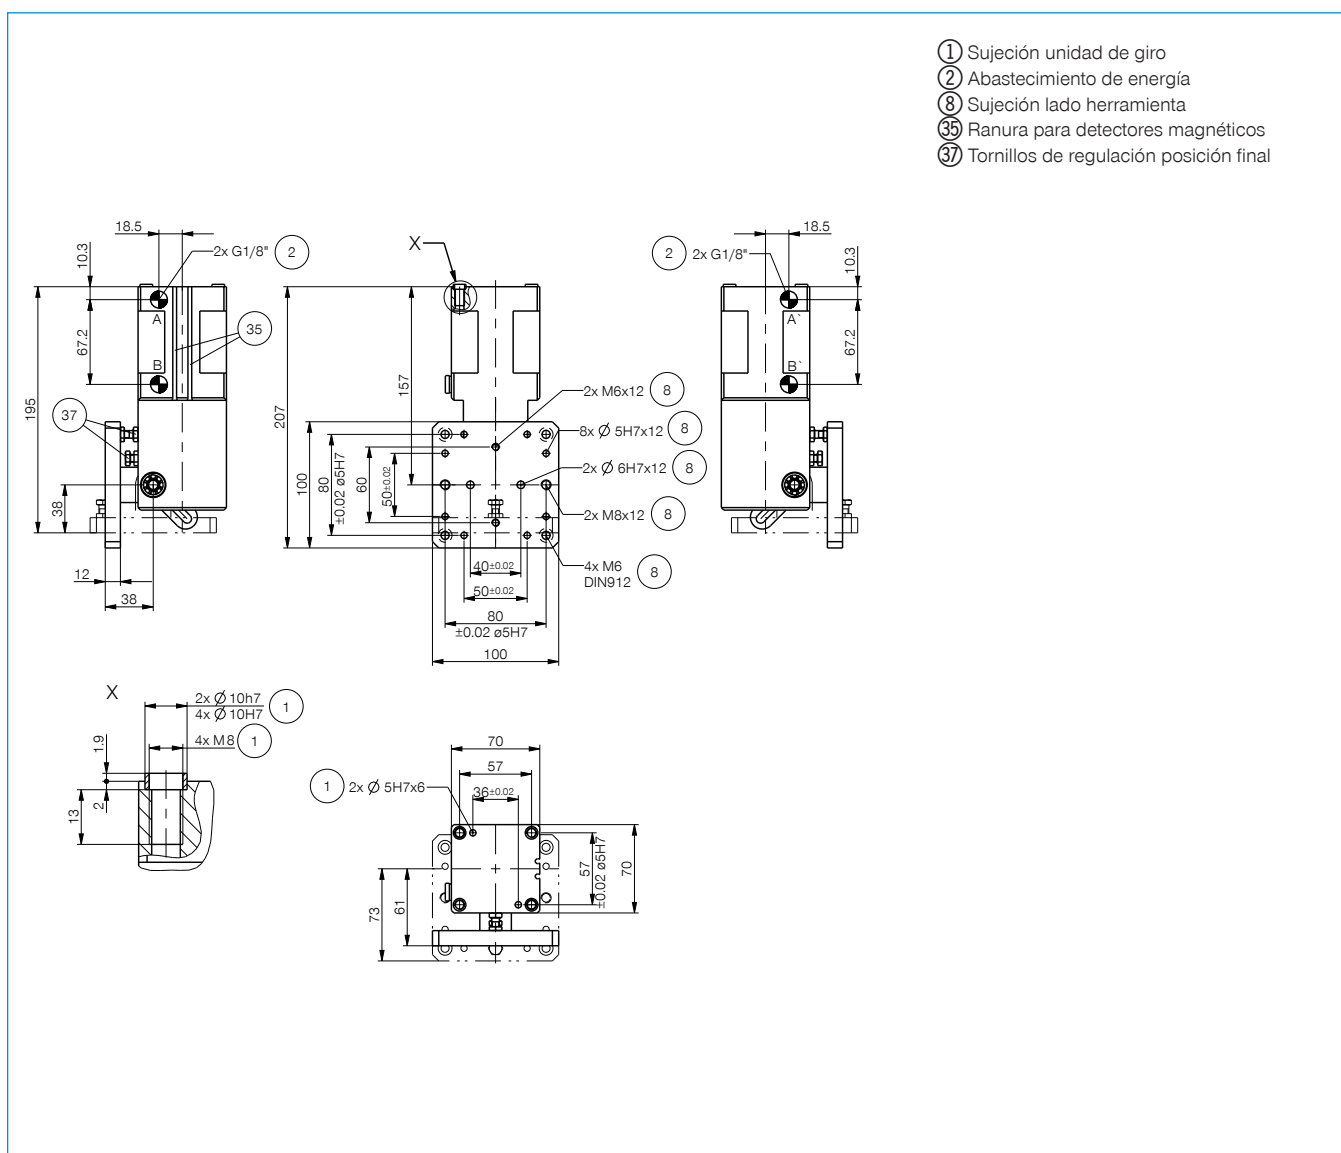 1 Sujeción unidad de giro
2 Abastecimiento de energía
8 Sujeción lado herramienta
35 Ranura para detectores magnéticos
37 Tornillos de regulación posición final
18.5
10.3
2x G1/8" 2
A
35
67.2
B
195
37
38
12
38
X
157
207
2x M6x12 8
8x Ø 5H7x12 8
2x Ø 6H7x12 8
2x M8x12 8
4x M6
DIN912 8
100
80
±0.02 ø5H7
60
50±0.02
40±0.02
50±0.02
80
±0.02 ø5H7
100
18.5
2 2x G1/8"
10.3
A`
67.2
B`
X
2x Ø 10h7
4x Ø 10H7 1
4x M8 1
1.9
2
13
70
57
1 2x Ø 5H7x6
36±0.02
57
±0.02 ø5H7
70
73
61